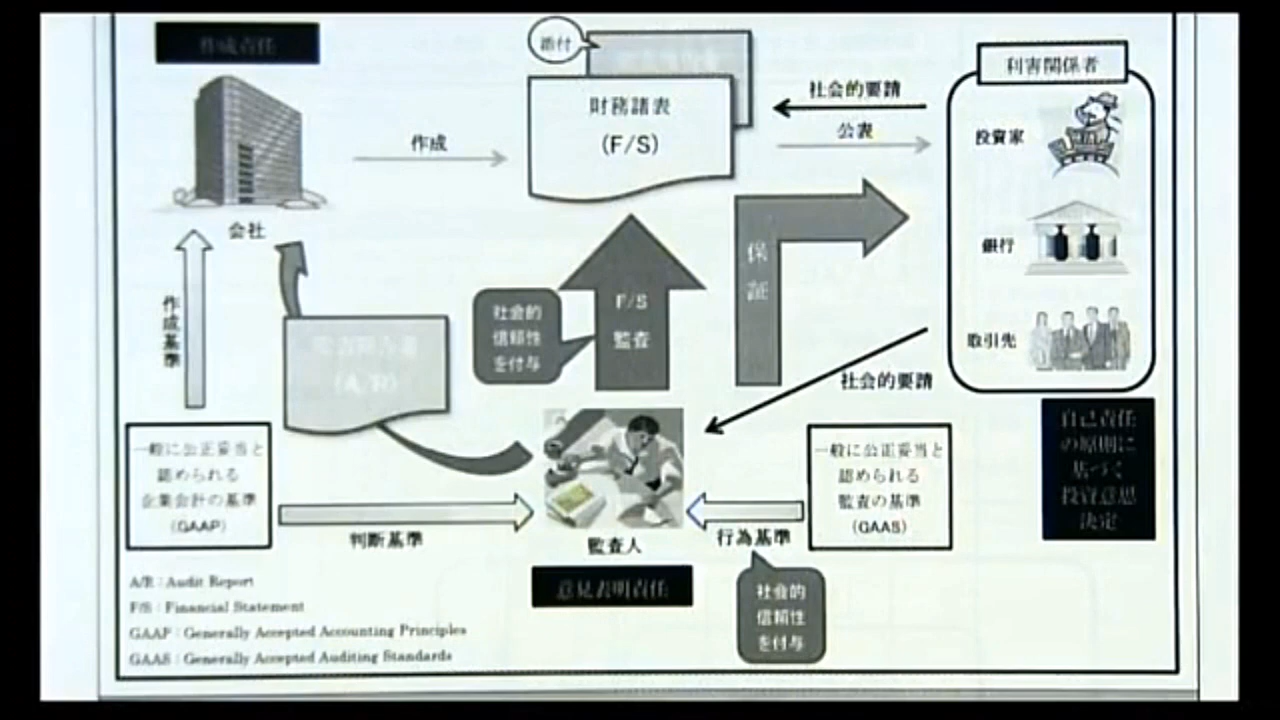 作成責任
添付
財務諸表
(F/S)
作成
社会的要請
公表
利害関係者
投資家
銀行
取引先
会社
作成基準
(A/R)
社会的
信頼性
を付与
F/S
監査
保証
社会的要請
自己責任
の原則に
基づく
投資意思
決定
一般に公正妥当と
認められる
企業会計の基準
(GAAP)
判断基準
監査人
意見表明責任
行為基準
一般に公正妥当と
認められる
監査の基準
(GAAS)
社会的
信頼性
を付与
A/R : Audit Report
F/S : Financial Statement
GAAP : Generally Accepted Accounting Principles
GAAS : Generally Accepted Auditing Standards